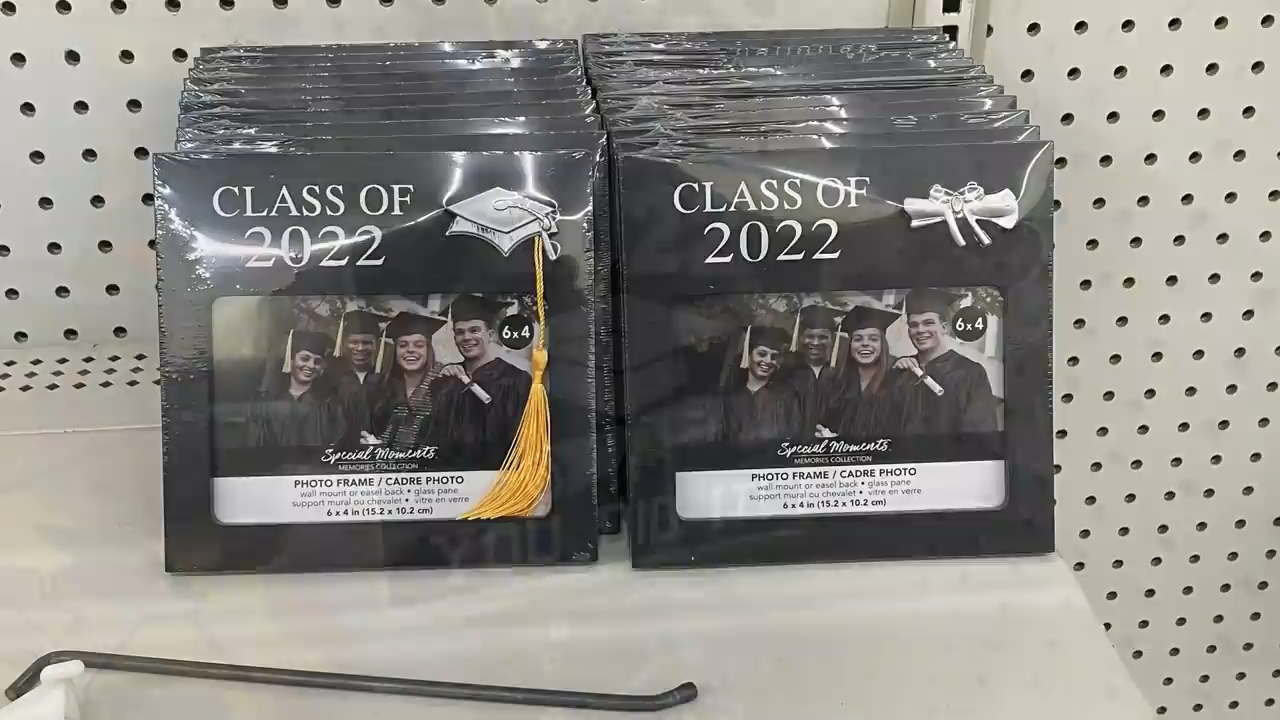 CLASS OF
2022
6x4
Special Moments
MEMORIES COLLECTION
PHOTO FRAME / CADRE PHOTO
wall mount or easel back • glass pane
support mural ou chevalet • vitre en verre
6 x 4 in (15.2 x 10.2 cm)
CLASS OF
2022
6x4
Special Moments
MEMORIES COLLECTION
PHOTO FRAME / CADRE PHOTO
wall mount or easel back • glass pane
support mural ou chevalet • vitre en verre
6 x 4 in (15.2 x 10.2 cm)